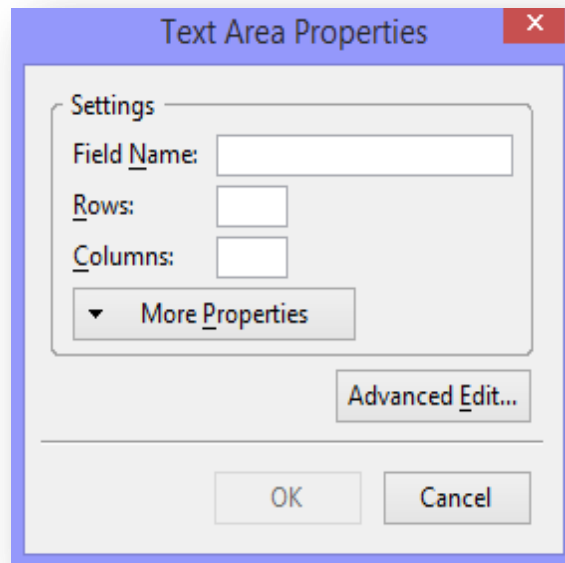 Text Area Properties
Settings
Field Name:
Rows:
Columns:
More Properties
Advanced Edit...
OK Cancel